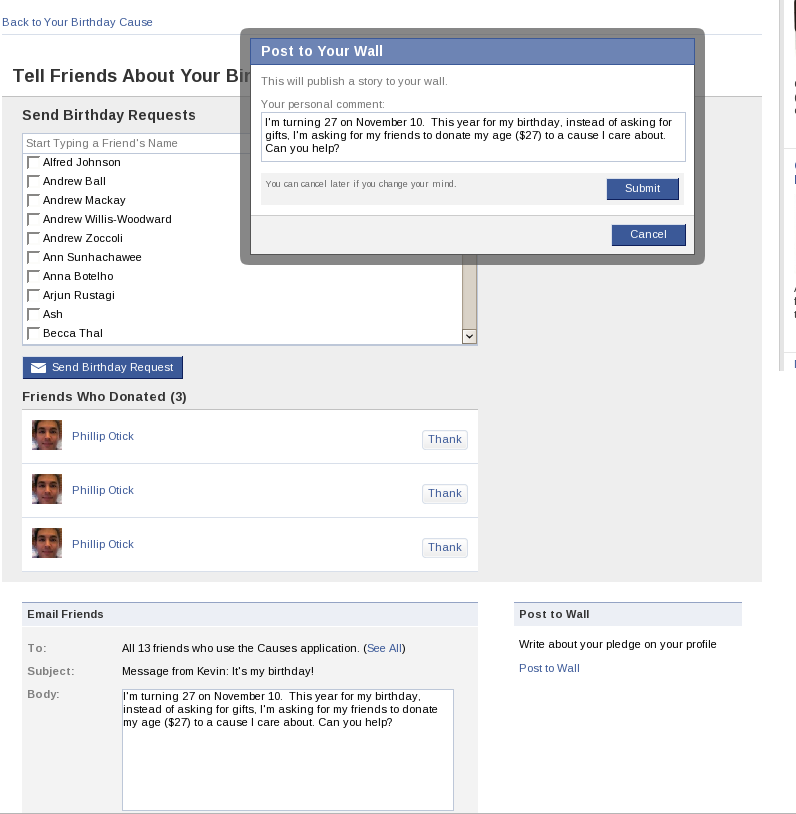 Back to Your Birthday Cause
Tell Friends About Your Bir
Send Birthday Requests
Start Typing a Friend's Name
Alfred Johnson
Andrew Ball
Andrew Mackay
Andrew Willis-Woodward
Andrew Zoccoli
Ann Sunhachawee
Anna Botelho
Arjun Rustagi
Ash
Becca Thal
Send Birthday Request
Post to Your Wall
This will publish a story to your wall.
Your personal comment:
I'm turning 27 on November 10.  This year for my birthday, instead of asking for
gifts, I'm asking for my friends to donate my age ($27) to a cause I care about.
Can you help?
You can cancel later if you change your mind.
Submit
Cancel
Friends Who Donated (3)
Phillip Otick
Thank
Phillip Otick
Thank
Phillip Otick
Thank
Email Friends
To: All 13 friends who use the Causes application. (See All)
Subject: Message from Kevin: It's my birthday!
Body: I'm turning 27 on November 10.  This year for my birthday,
instead of asking for gifts, I'm asking for my friends to donate
my age ($27) to a cause I care about. Can you help?
Post to Wall
Write about your pledge on your profile
Post to Wall